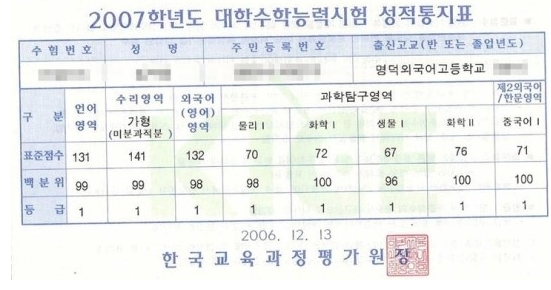 2007학년도 대학수학능력시험 성적통지표
수험번호 성 명 주민등록번호 출신고교(반 또는 졸업년도)
명덕외국어고등학교
구 분 언어영역 수리영역 외국어(영어)영역 과학탐구영역 제2외국어/한문영역
가형(미분과적분) 물리Ⅰ 화학Ⅰ 생물Ⅰ 화학Ⅱ 중국어Ⅰ
표준점수 131 141 132 70 72 67 76 71
백분위 99 99 98 98 100 96 100 100
등 급 1 1 1 1 1 1 1 1
2006. 12. 13
한국교육과정평가원장